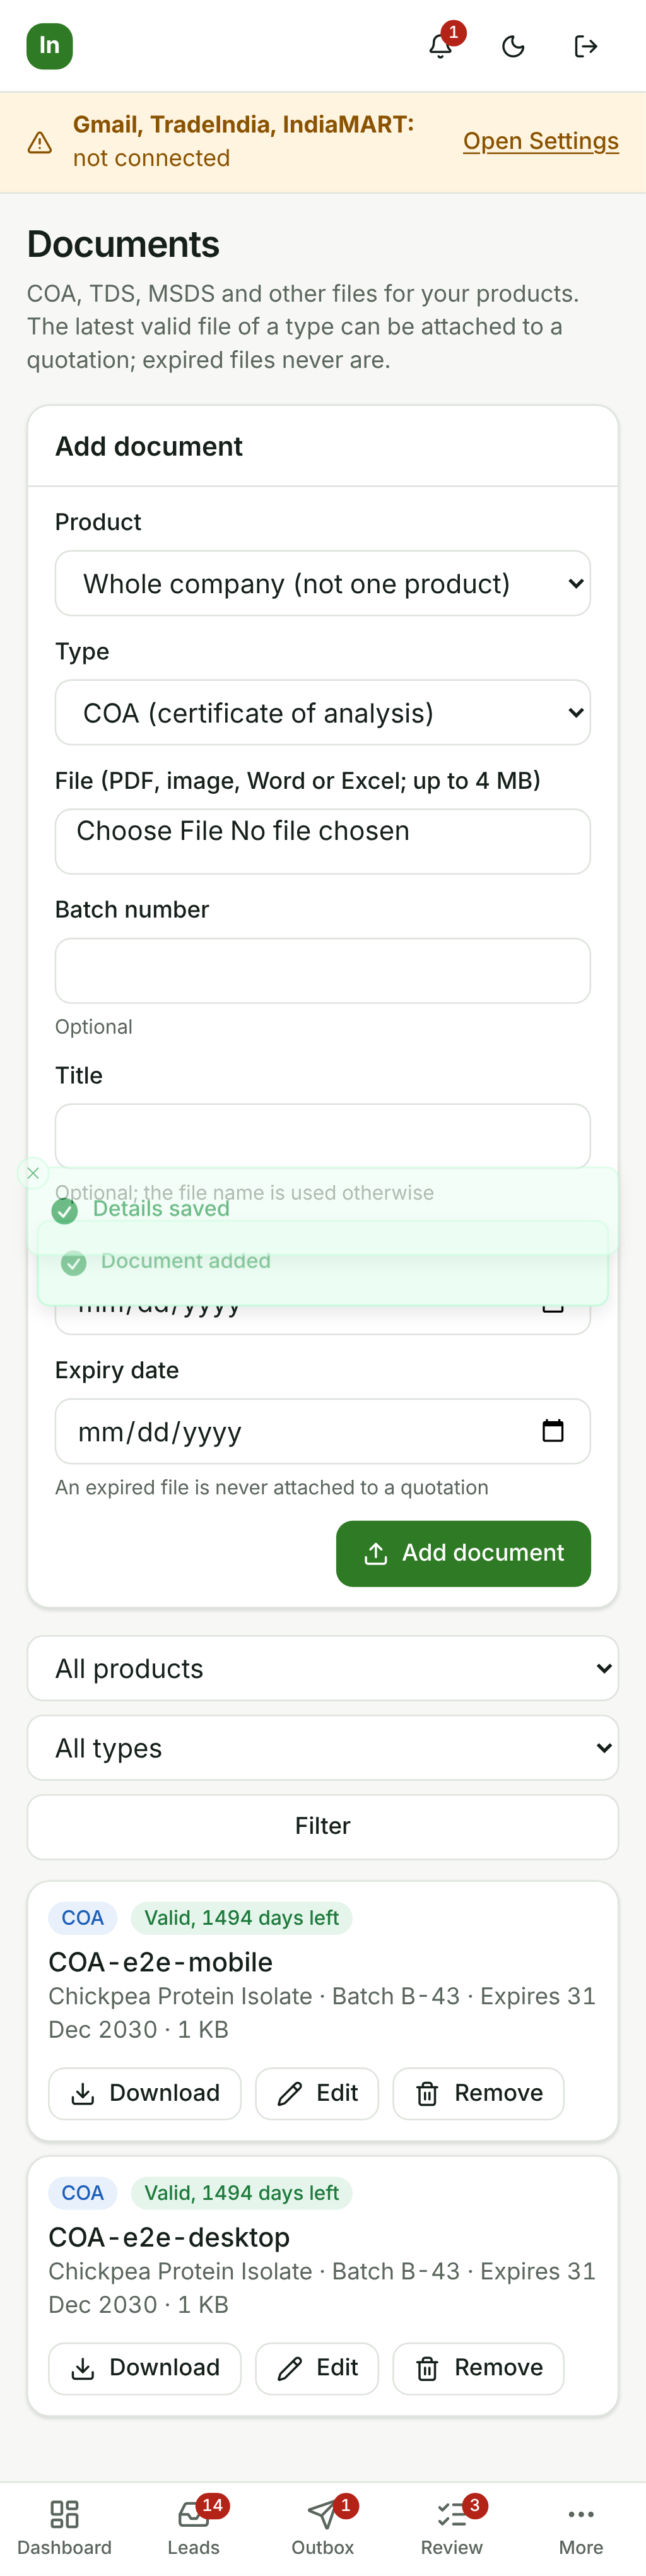 In
1
Gmail, TradeIndia, IndiaMART:
not connected
Open Settings
Documents
COA, TDS, MSDS and other files for your products.
The latest valid file of a type can be attached to a
quotation; expired files never are.
Add document
Product
Whole company (not one product)
Type
COA (certificate of analysis)
File (PDF, image, Word or Excel; up to 4 MB)
Choose File No file chosen
Batch number
Optional
Title
Optional; the file name is used otherwise
Details saved
Document added
mm/dd/yyyy
Expiry date
mm/dd/yyyy
An expired file is never attached to a quotation
Add document
All products
All types
Filter
COA Valid, 1494 days left
COA-e2e-mobile
Chickpea Protein Isolate · Batch B-43 · Expires 31
Dec 2030 · 1 KB
Download Edit Remove
COA Valid, 1494 days left
COA-e2e-desktop
Chickpea Protein Isolate · Batch B-43 · Expires 31
Dec 2030 · 1 KB
Download Edit Remove
14 1 3
Dashboard Leads Outbox Review More